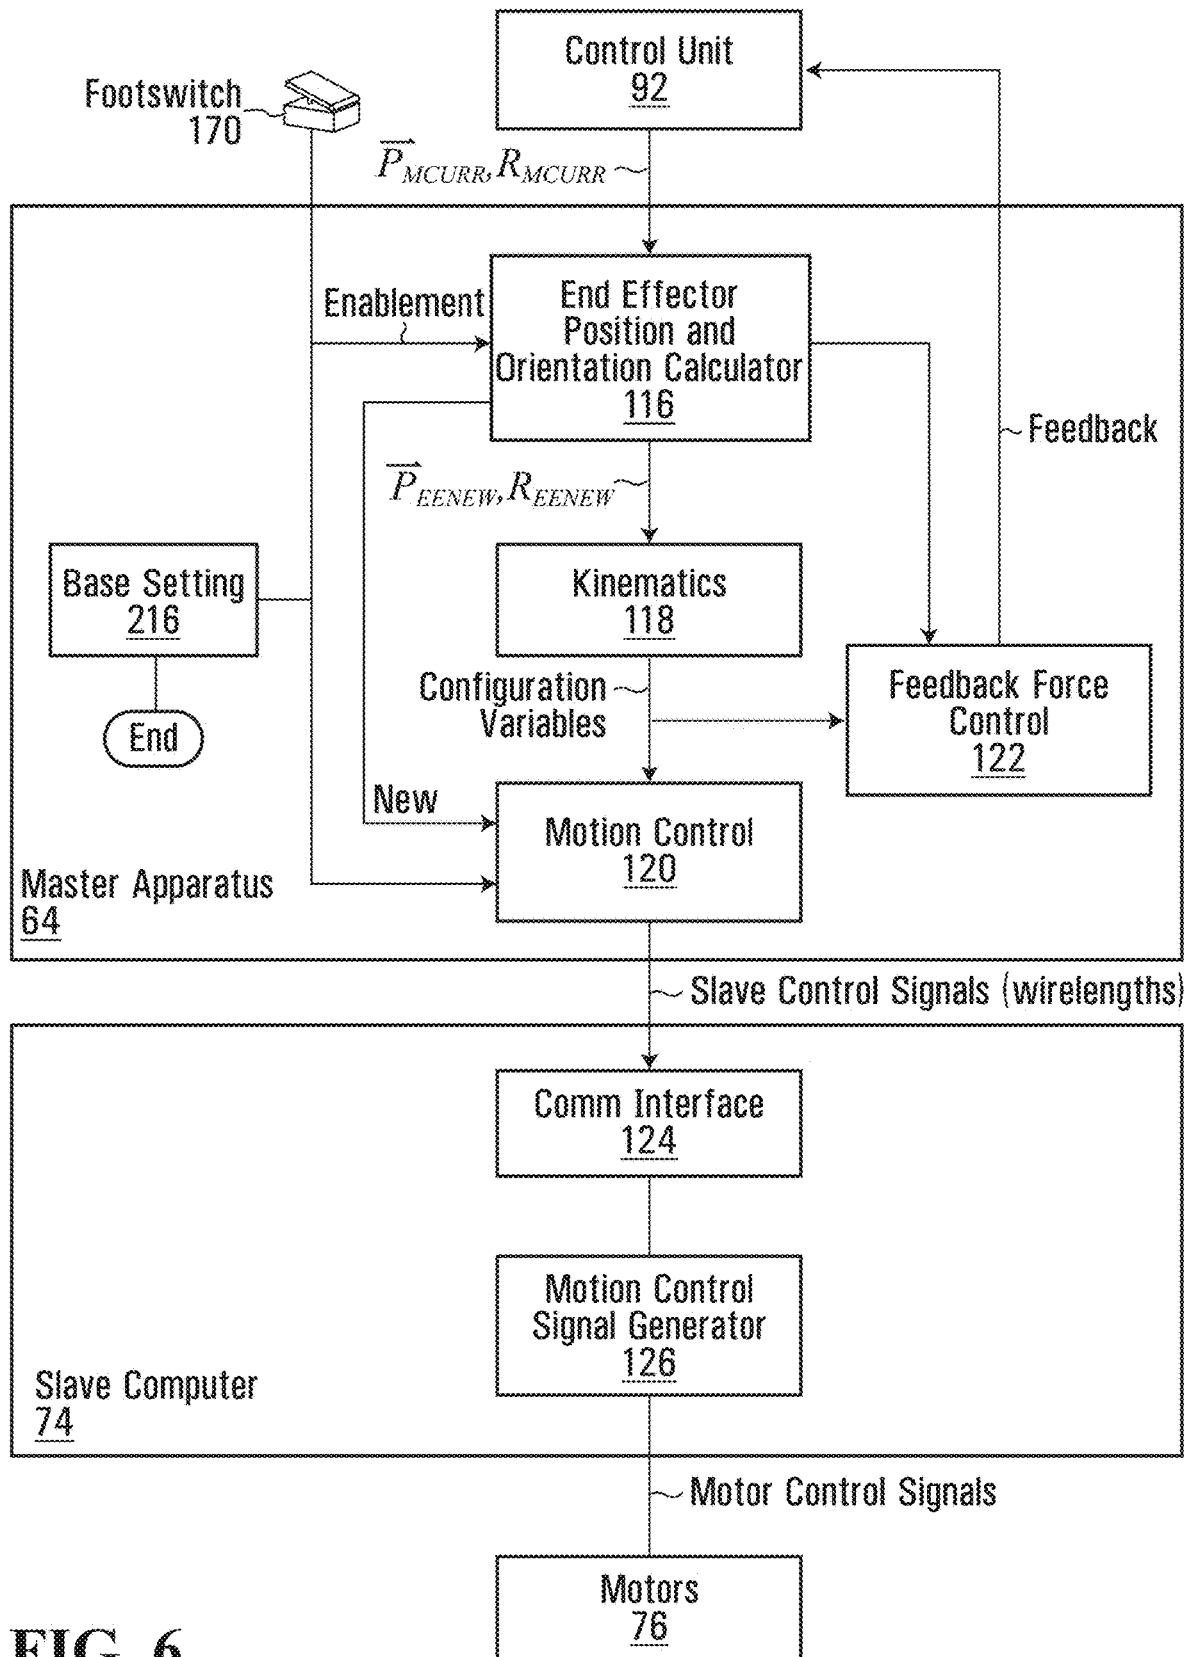 Control Unit
92
Footswitch
170
P⃗MCURR, RMCURR
Enablement
End Effector
Position and
Orientation Calculator
116
Feedback
P⃗EENEW, REENEW
Base Setting
216
Kinematics
118
End
Configuration
Variables
Feedback Force
Control
122
New
Motion Control
120
Master Apparatus
64
Slave Control Signals (wirelengths)
Comm Interface
124
Motion Control
Signal Generator
126
Slave Computer
74
Motor Control Signals
Motors
76
FIG. 6